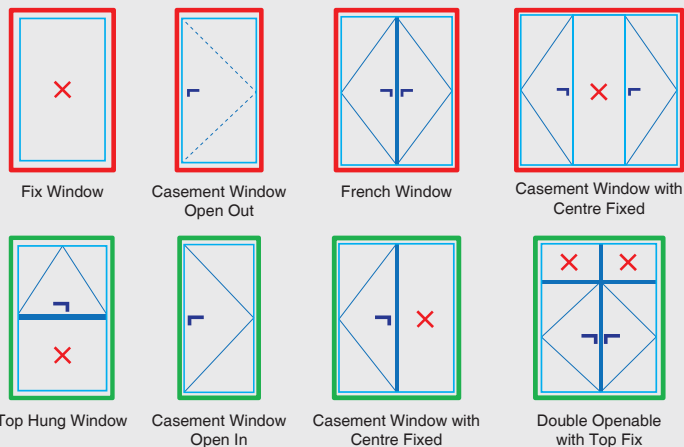 Fix Window
Casement Window
Open Out
French Window
Casement Window with
Centre Fixed
Top Hung Window
Casement Window
Open In
Casement Window with
Centre Fixed
Double Openable
with Top Fix